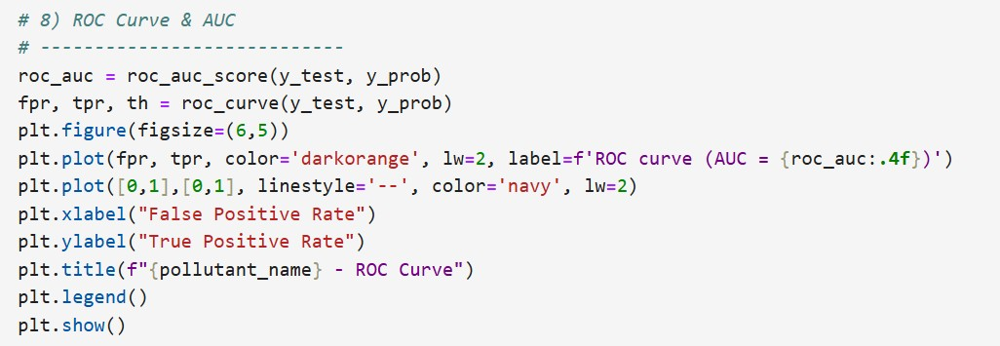 # 8) ROC Curve & AUC
# ----------------------------
roc_auc = roc_auc_score(y_test, y_prob)
fpr, tpr, th = roc_curve(y_test, y_prob)
plt.figure(figsize=(6,5))
plt.plot(fpr, tpr, color='darkorange', lw=2, label=f'ROC curve (AUC = {roc_auc:.4f})')
plt.plot([0,1],[0,1], linestyle='--', color='navy', lw=2)
plt.xlabel("False Positive Rate")
plt.ylabel("True Positive Rate")
plt.title(f"{pollutant_name} - ROC Curve")
plt.legend()
plt.show()